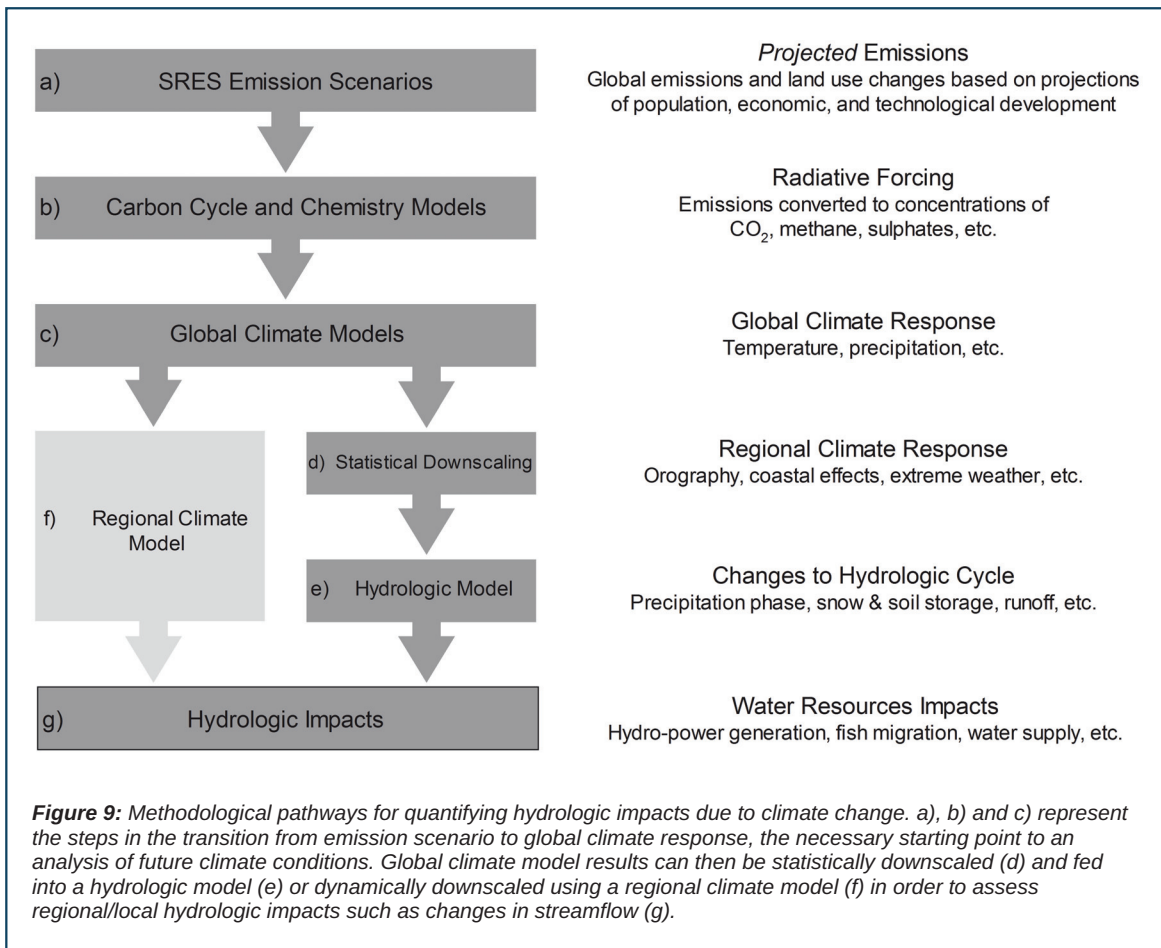 a) SRES Emission Scenarios
Projected Emissions
Global emissions and land use changes based on projections
of population, economic, and technological development
b) Carbon Cycle and Chemistry Models
Radiative Forcing
Emissions converted to concentrations of
CO₂, methane, sulphates, etc.
c) Global Climate Models
Global Climate Response
Temperature, precipitation, etc.
f) Regional Climate
Model
d) Statistical Downscaling
Regional Climate Response
Orography, coastal effects, extreme weather, etc.
e) Hydrologic Model
Changes to Hydrologic Cycle
Precipitation phase, snow & soil storage, runoff, etc.
g) Hydrologic Impacts
Water Resources Impacts
Hydro-power generation, fish migration, water supply, etc.
Figure 9: Methodological pathways for quantifying hydrologic impacts due to climate change. a), b) and c) represent
the steps in the transition from emission scenario to global climate response, the necessary starting point to an
analysis of future climate conditions. Global climate model results can then be statistically downscaled (d) and fed
into a hydrologic model (e) or dynamically downscaled using a regional climate model (f) in order to assess
regional/local hydrologic impacts such as changes in streamflow (g).